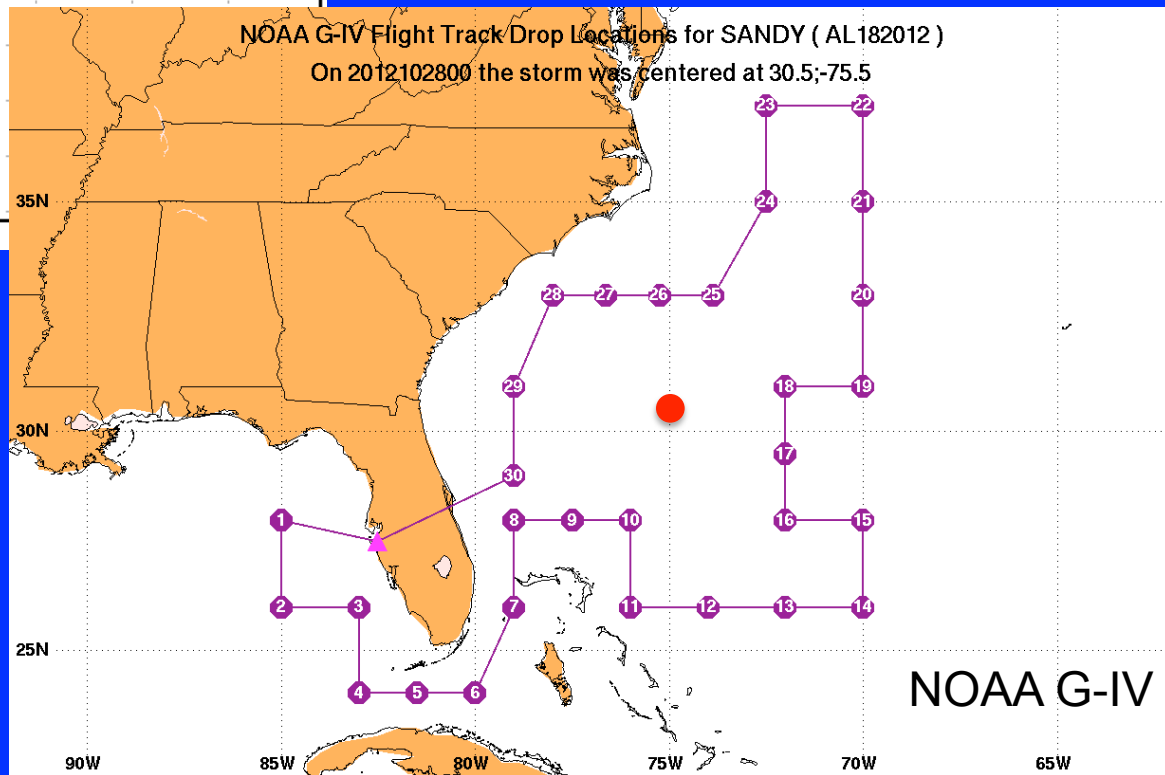 NOAA G-IV Flight Track Drop Locations for SANDY ( AL182012 )
On 2012102800 the storm was centered at 30.5;-75.5
23 22
35N 24 21
28 27 26 25 20
29 18 19
30N
17
30
1 8 9 10 16 15
2 3 7 11 12 13 14
25N
4 5 6
NOAA G-IV
90W 85W 80W 75W 70W 65W